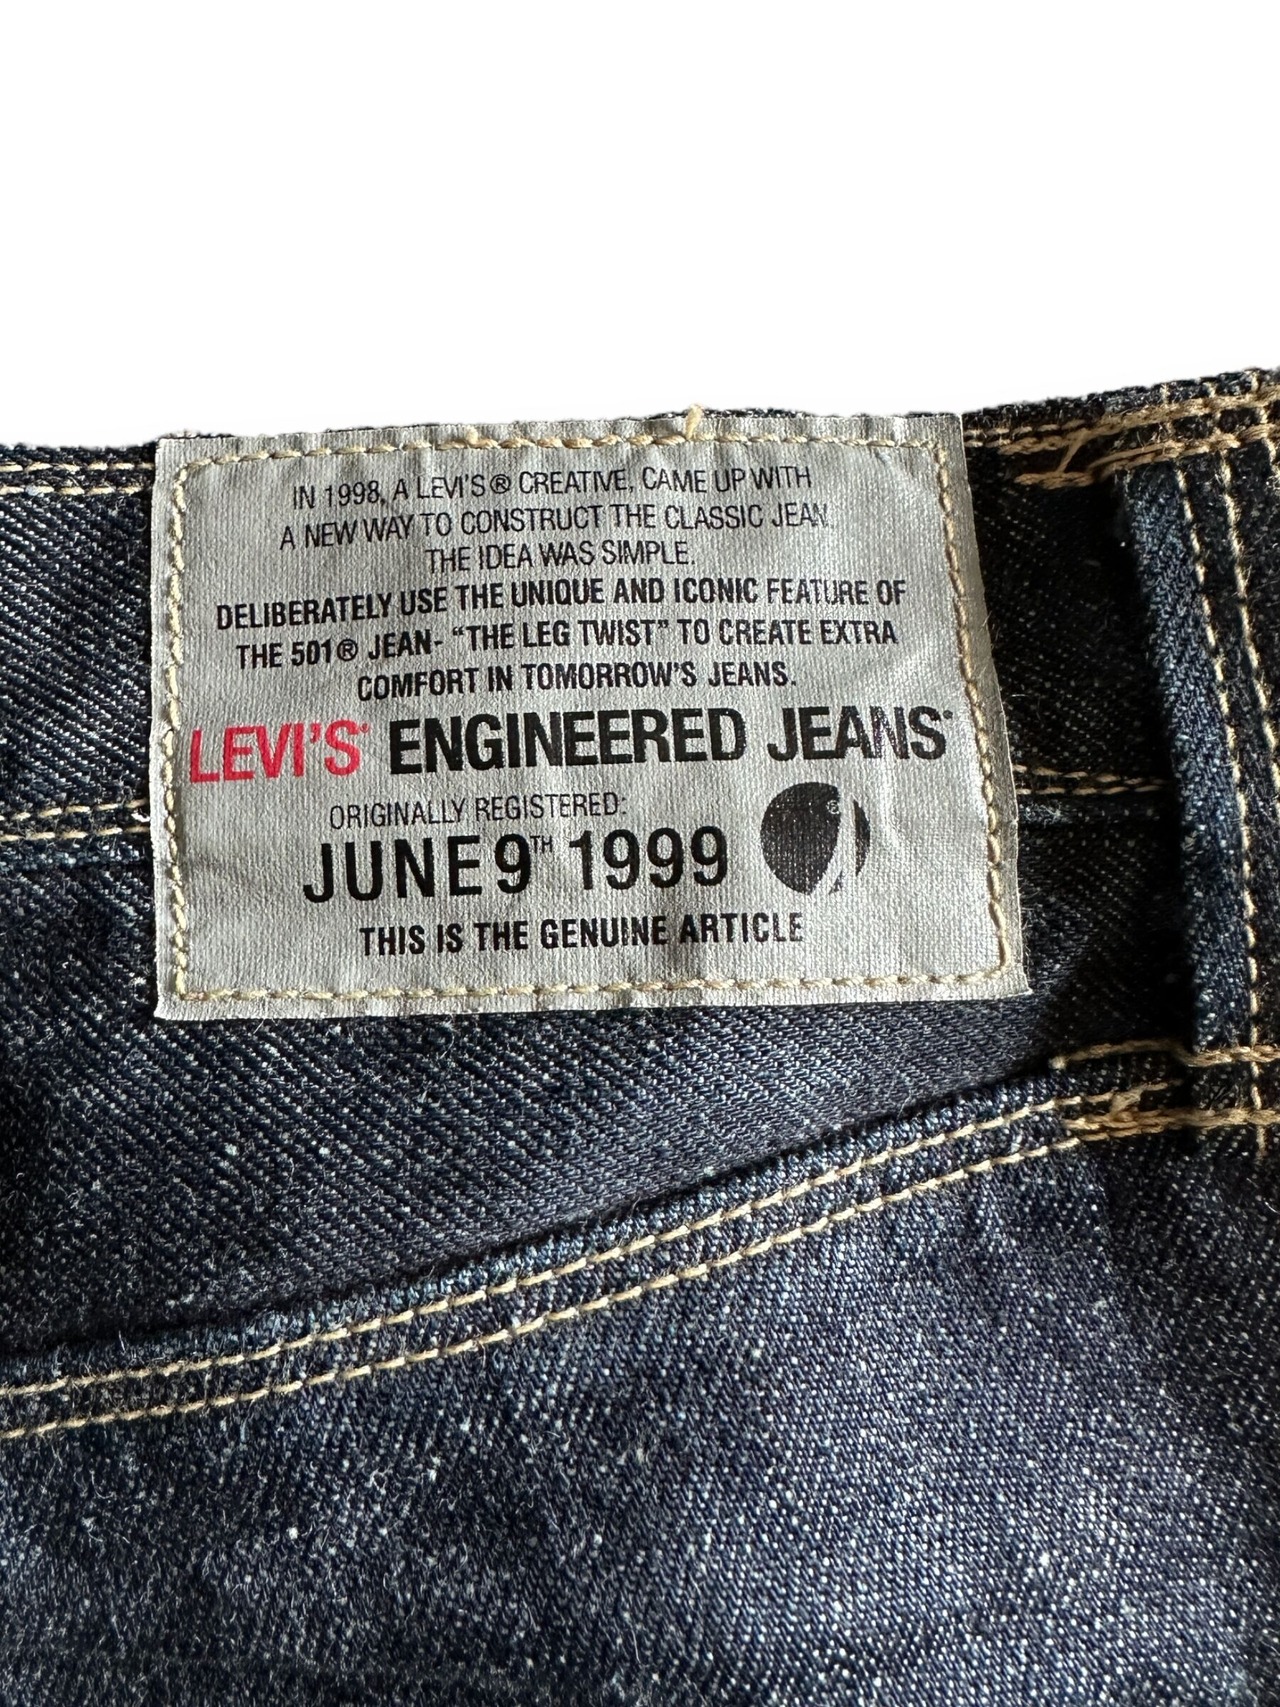 IN 1998, A LEVI'S® CREATIVE, CAME UP WITH
A NEW WAY TO CONSTRUCT THE CLASSIC JEAN.
THE IDEA WAS SIMPLE.
DELIBERATELY USE THE UNIQUE AND ICONIC FEATURE OF
THE 501® JEAN- “THE LEG TWIST” TO CREATE EXTRA
COMFORT IN TOMORROW'S JEANS.
LEVI'S® ENGINEERED JEANS®
ORIGINALLY REGISTERED:
JUNE 9TH 1999
THIS IS THE GENUINE ARTICLE